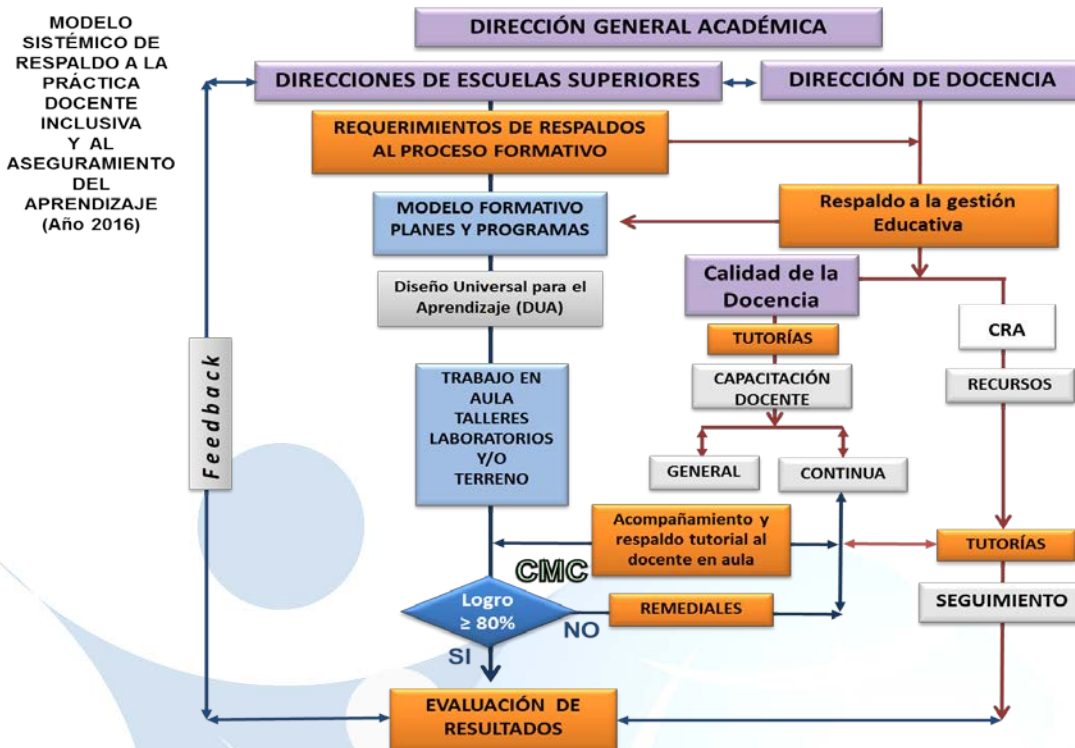 MODELO
SISTÉMICO DE
RESPALDO A LA
PRÁCTICA
DOCENTE
INCLUSIVA
Y AL
ASEGURAMIENTO
DEL
APRENDIZAJE
(Año 2016)
DIRECCIÓN GENERAL ACADÉMICA
DIRECCIONES DE ESCUELAS SUPERIORES
DIRECCIÓN DE DOCENCIA
REQUERIMIENTOS DE RESPALDOS
AL PROCESO FORMATIVO
MODELO FORMATIVO
PLANES Y PROGRAMAS
Respaldo a la gestión
Educativa
Diseño Universal para el
Aprendizaje (DUA)
Calidad de la
Docencia
CRA
TUTORÍAS
CAPACITACIÓN
DOCENTE
RECURSOS
TRABAJO EN
AULA
TALLERES
LABORATORIOS
Y/O
TERRENO
Feedback
GENERAL
CONTINUA
Acompañamiento y
respaldo tutorial al
docente en aula
TUTORÍAS
CMC
Logro
≥ 80%
NO
REMEDIALES
SEGUIMIENTO
SI
EVALUACIÓN DE
RESULTADOS